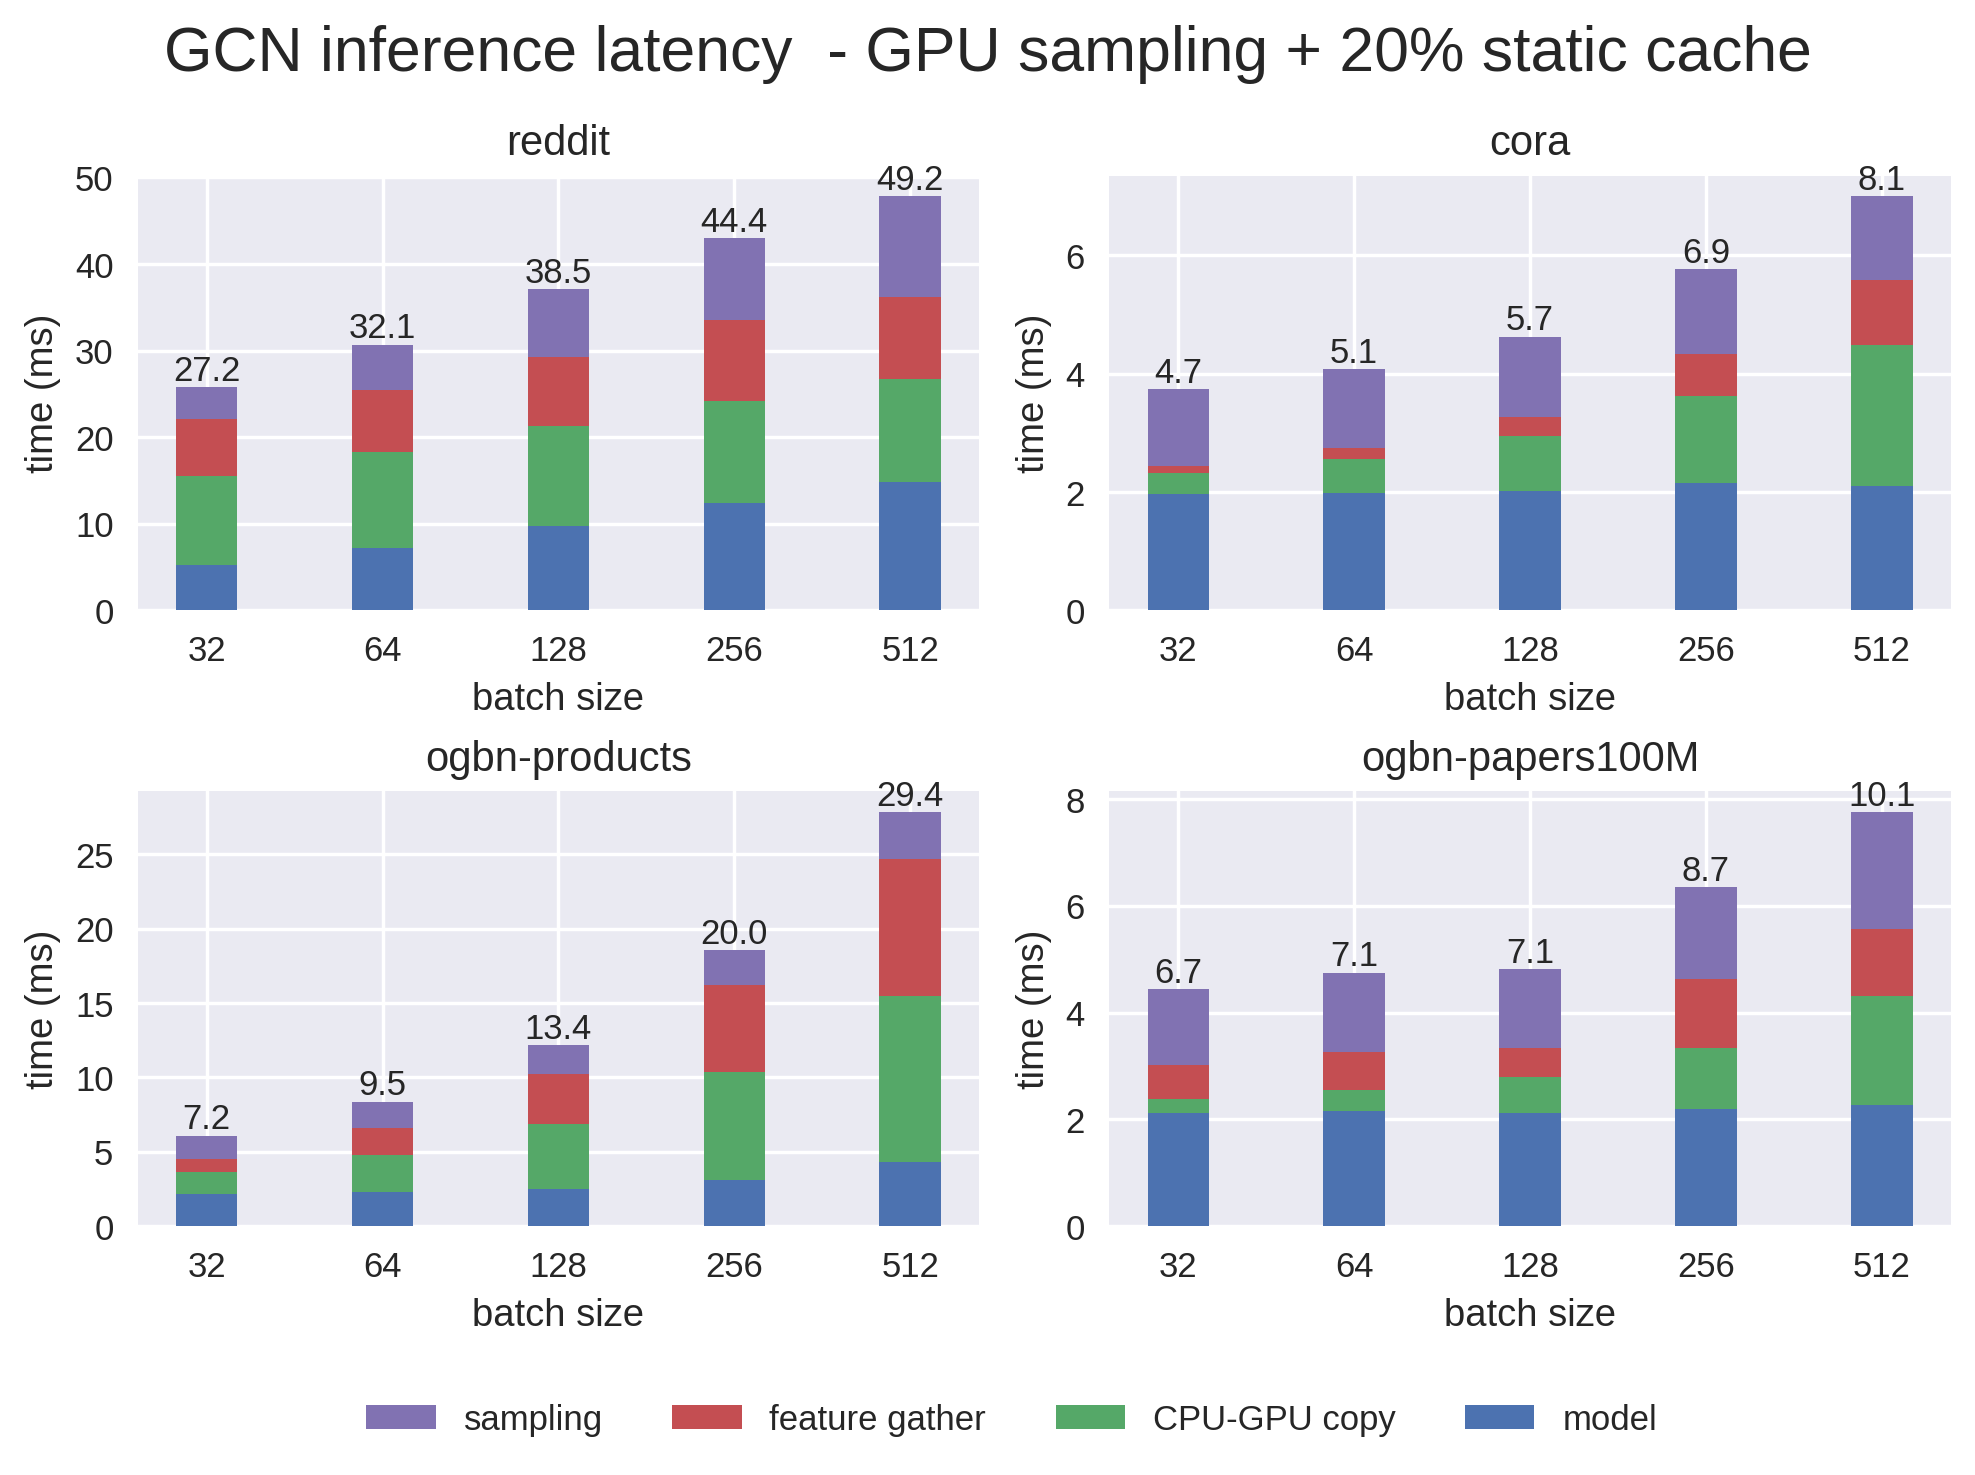 GCN inference latency  - GPU sampling + 20% static cache
reddit
time (ms)
50
40
30
20
10
0
27.2
32.1
38.5
44.4
49.2
32 64 128 256 512
batch size
cora
time (ms)
6
4
2
0
4.7
5.1
5.7
6.9
8.1
32 64 128 256 512
batch size
ogbn-products
time (ms)
25
20
15
10
5
0
7.2
9.5
13.4
20.0
29.4
32 64 128 256 512
batch size
ogbn-papers100M
time (ms)
8
6
4
2
0
6.7
7.1
7.1
8.7
10.1
32 64 128 256 512
batch size
sampling feature gather CPU-GPU copy model